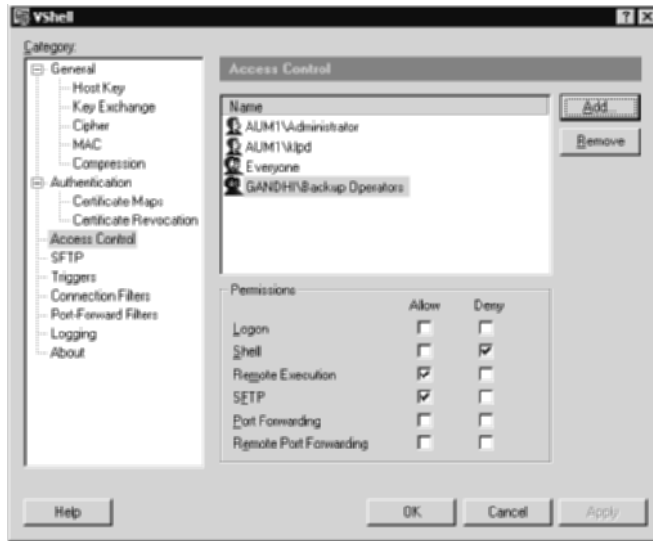 VShell
Category:
General
Host Key
Key Exchange
Cipher
MAC
Compression
Authentication
Certificate Maps
Certificate Revocation
Access Control
SFTP
Triggers
Connection Filters
Port-Forward Filters
Logging
About
Access Control
Name
AUM1\Administrator
AUM1\klpd
Everyone
GANDHI\Backup Operators
Add...
Remove
Permissions
Allow Deny
Logon
Shell
Remote Execution
SFTP
Port Forwarding
Remote Port Forwarding
Help
OK
Cancel
Apply